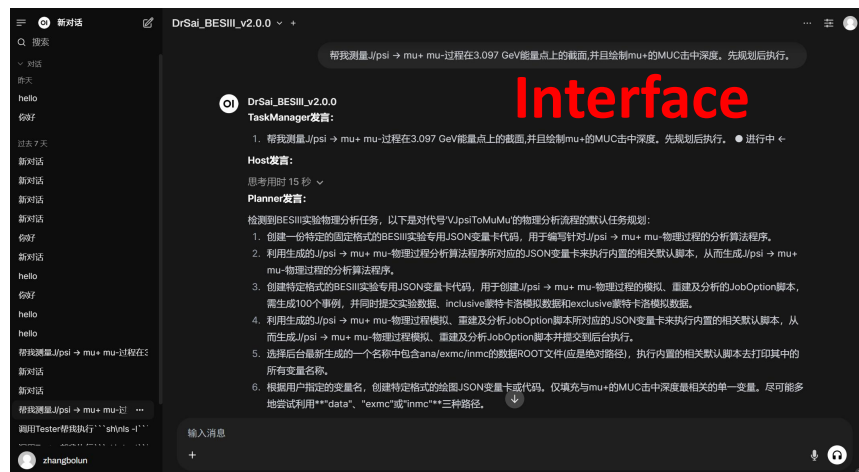 新对话
DrSai_BESIII_v2.0.0
搜索
对话
昨天
hello
你好
过去 7 天
新对话
新对话
新对话
新对话
你好
新对话
hello
你好
hello
hello
帮我测量J/psi → mu+ mu-过程在3
新对话
新对话
帮我测量J/psi → mu+ mu-过
调用Tester帮我执行```sh\nls -l```
zhangbolun
帮我测量J/psi → mu+ mu-过程在3.097 GeV能量点上的截面,并且绘制mu+的MUC击中深度。先规划后执行。
Interface
OI
DrSai_BESIII_v2.0.0
TaskManager发言:
1. 帮我测量J/psi → mu+ mu-过程在3.097 GeV能量点上的截面,并且绘制mu+的MUC击中深度。先规划后执行。 ● 进行中 ←
Host发言:
思考用时 15 秒
Planner发言:
检测到BESIII实验物理分析任务，以下是对代号'VJpsiToMuMu'的物理分析流程的默认任务规划:
1. 创建一份特定的固定格式的BESIII实验专用JSON变量卡代码，用于编写针对J/psi → mu+ mu-物理过程的分析算法程序。
2. 利用生成的J/psi → mu+ mu-物理过程分析算法程序所对应的JSON变量卡来执行内置的相关默认脚本，从而生成J/psi → mu+
mu-物理过程的分析算法程序。
3. 创建特定格式的BESIII实验专用JSON变量卡代码，用于创建J/psi → mu+ mu-物理过程的模拟、重建及分析的JobOption脚本，
需生成100个事例，并同时提交实验数据、inclusive蒙特卡洛模拟数据和exclusive蒙特卡洛模拟数据。
4. 利用生成的J/psi → mu+ mu-物理过程模拟、重建及分析JobOption脚本所对应的JSON变量卡来执行内置的相关默认脚本，从
而生成J/psi → mu+ mu-物理过程模拟、重建及分析JobOption脚本并提交到后台执行。
5. 选择后台最新生成的一个名称中包含ana/exmc/inmc的数据ROOT文件(应是绝对路径)，执行内置的相关默认脚本去打印其中的
所有变量名称。
6. 根据用户指定的变量名，创建特定格式的绘图JSON变量卡或代码。仅填充与mu+的MUC击中深度最相关的单一变量。尽可能多
地尝试利用**"data"、"exmc"或"inmc"**三种路径。
输入消息